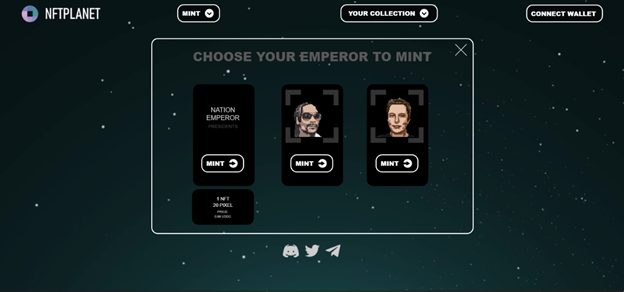 NFTPLANET
MINT
YOUR COLLECTION
CONNECT WALLET
CHOOSE YOUR EMPEROR TO MINT
NATION
EMPEROR
PRESIDENTS
MINT
MINT
MINT
1 NFT
20 PIXEL
PRICE: